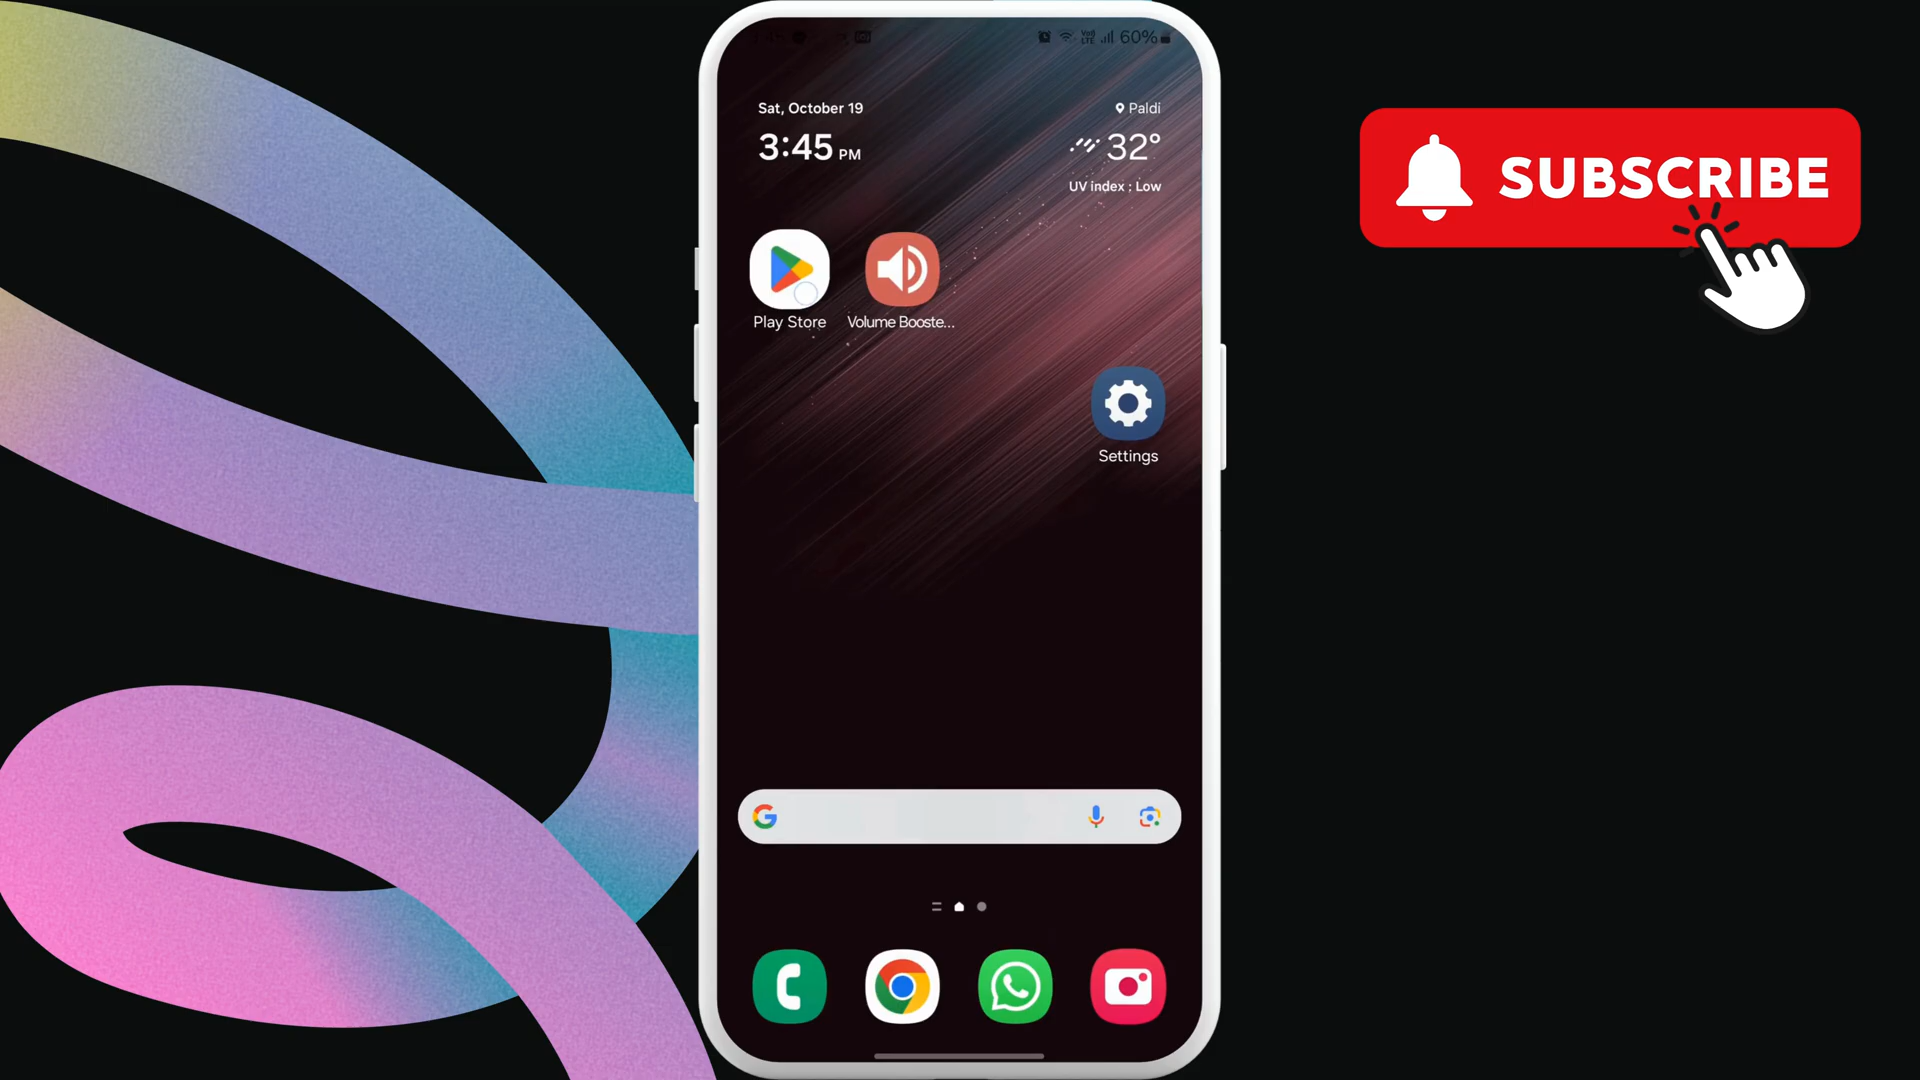 60%
Sat, October 19
Paldi
3:45 PM
32°
UV index : Low
SUBSCRIBE
Play Store
Volume Booste...
Settings